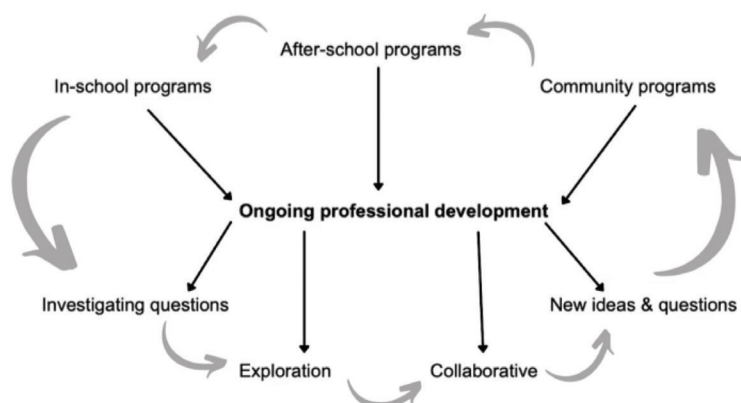 After-school programs
In-school programs
Community programs
Ongoing professional development
Investigating questions
New ideas & questions
Exploration
Collaborative